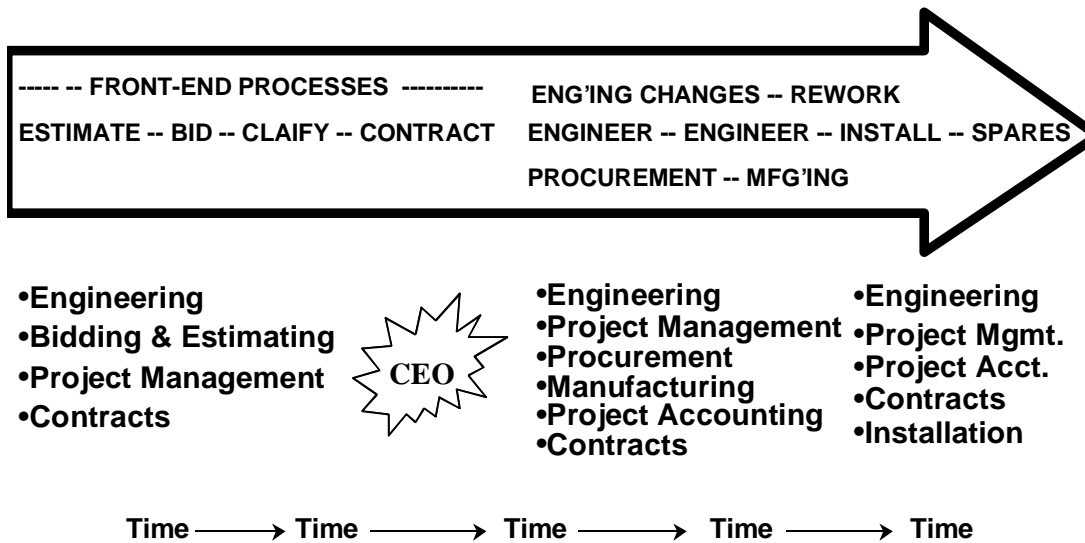 ----- -- FRONT-END PROCESSES ----------
ESTIMATE -- BID -- CLAIFY -- CONTRACT
ENG'ING CHANGES -- REWORK
ENGINEER -- ENGINEER -- INSTALL -- SPARES
PROCUREMENT -- MFG'ING
•Engineering
•Bidding & Estimating
•Project Management
•Contracts
CEO
•Engineering
•Project Management
•Procurement
•Manufacturing
•Project Accounting
•Contracts
•Engineering
•Project Mgmt.
•Project Acct.
•Contracts
•Installation
Time Time Time Time Time